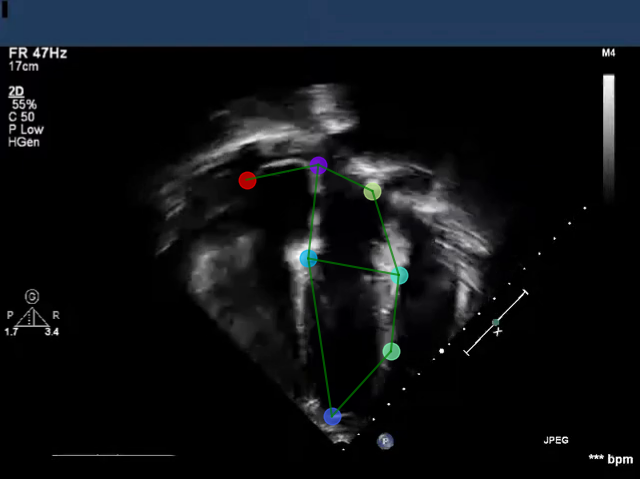 FR 47Hz
17cm
M4
2D
55%
C 50
P Low
HGen
G
P R
1.7 3.4
x
P
JPEG
*** bpm